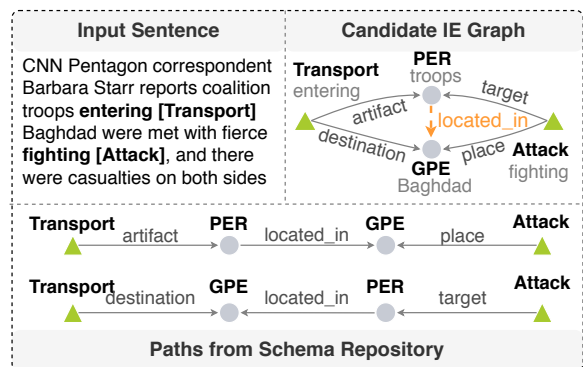 Input Sentence
CNN Pentagon correspondent
Barbara Starr reports coalition
troops entering [Transport]
Baghdad were met with fierce
fighting [Attack], and there
were casualties on both sides
Candidate IE Graph
Transport
entering
PER
troops
artifact
target
located_in
destination
place
GPE
Baghdad
Attack
fighting
Transport PER GPE Attack
artifact located_in place
Transport GPE PER Attack
destination located_in target
Paths from Schema Repository